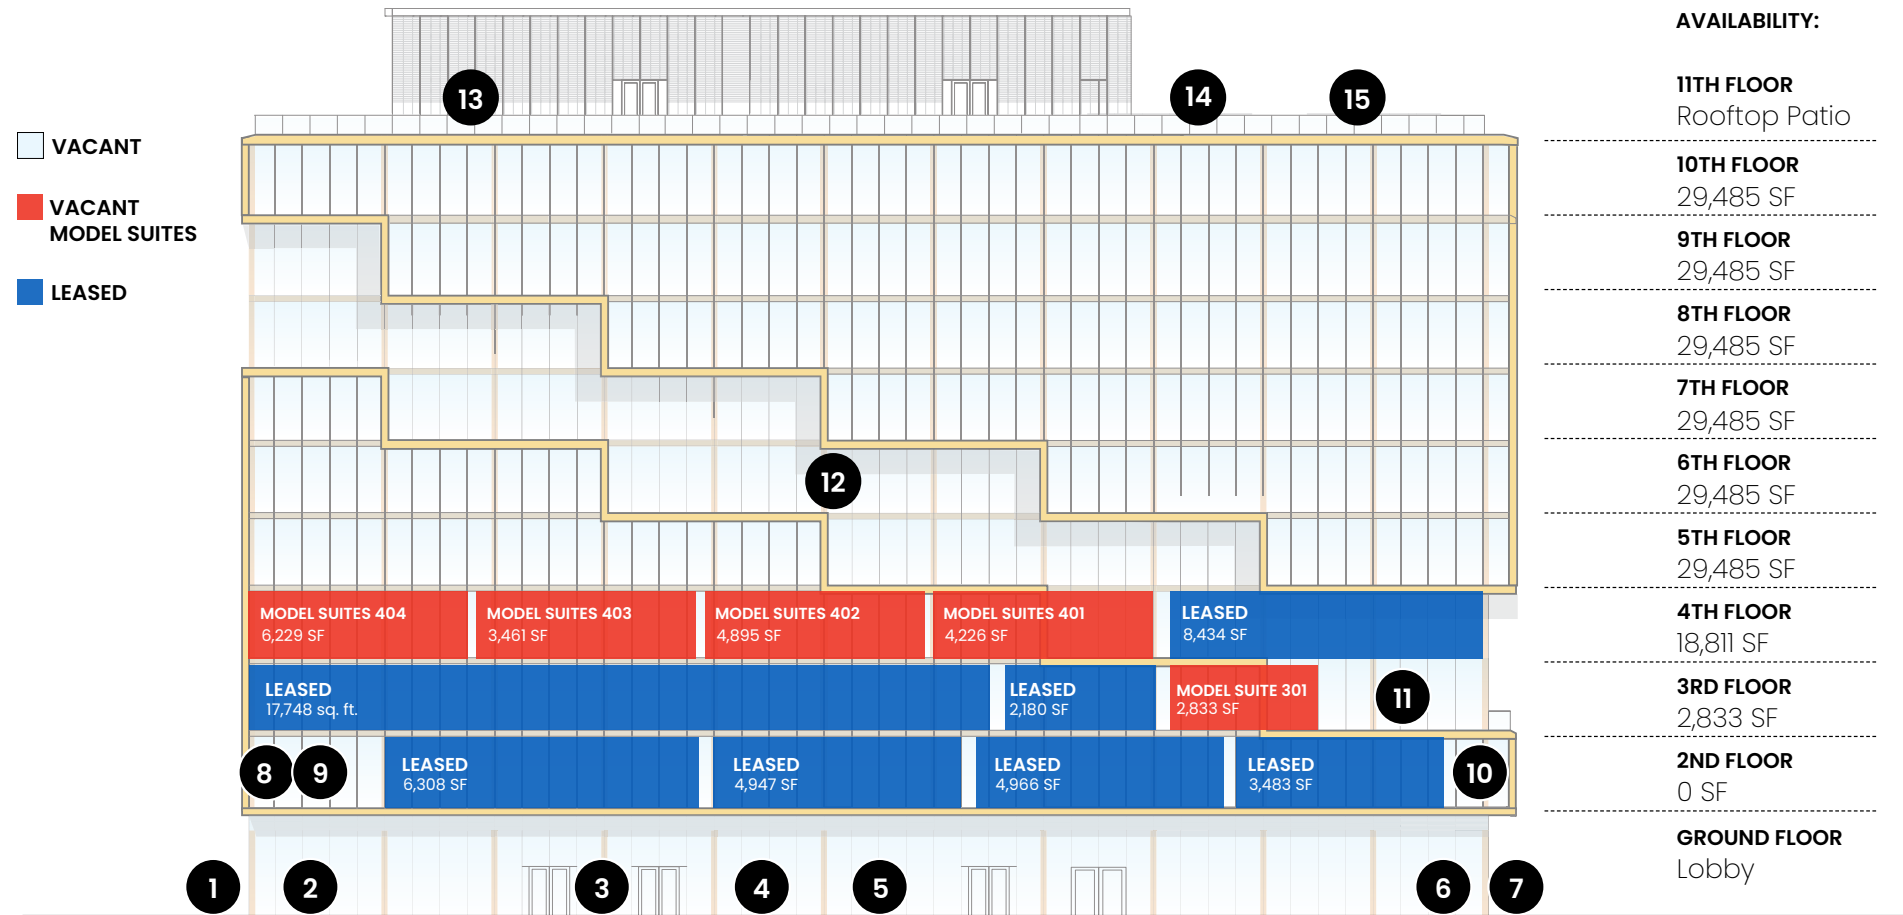 AVAILABILITY:
VACANT
VACANT
MODEL SUITES
LEASED
13
14
15
11TH FLOOR
Rooftop Patio
10TH FLOOR
29,485 SF
9TH FLOOR
29,485 SF
8TH FLOOR
29,485 SF
7TH FLOOR
29,485 SF
12
6TH FLOOR
29,485 SF
5TH FLOOR
29,485 SF
MODEL SUITES 404
6,229 SF
MODEL SUITES 403
3,461 SF
MODEL SUITES 402
4,895 SF
MODEL SUITES 401
4,226 SF
LEASED
8,434 SF
4TH FLOOR
18,811 SF
LEASED
17,748 sq. ft.
LEASED
2,180 SF
MODEL SUITE 301
2,833 SF
11
3RD FLOOR
2,833 SF
8
9
LEASED
6,308 SF
LEASED
4,947 SF
LEASED
4,966 SF
LEASED
3,483 SF
10
2ND FLOOR
0 SF
1
2
3
4
5
6
7
GROUND FLOOR
Lobby